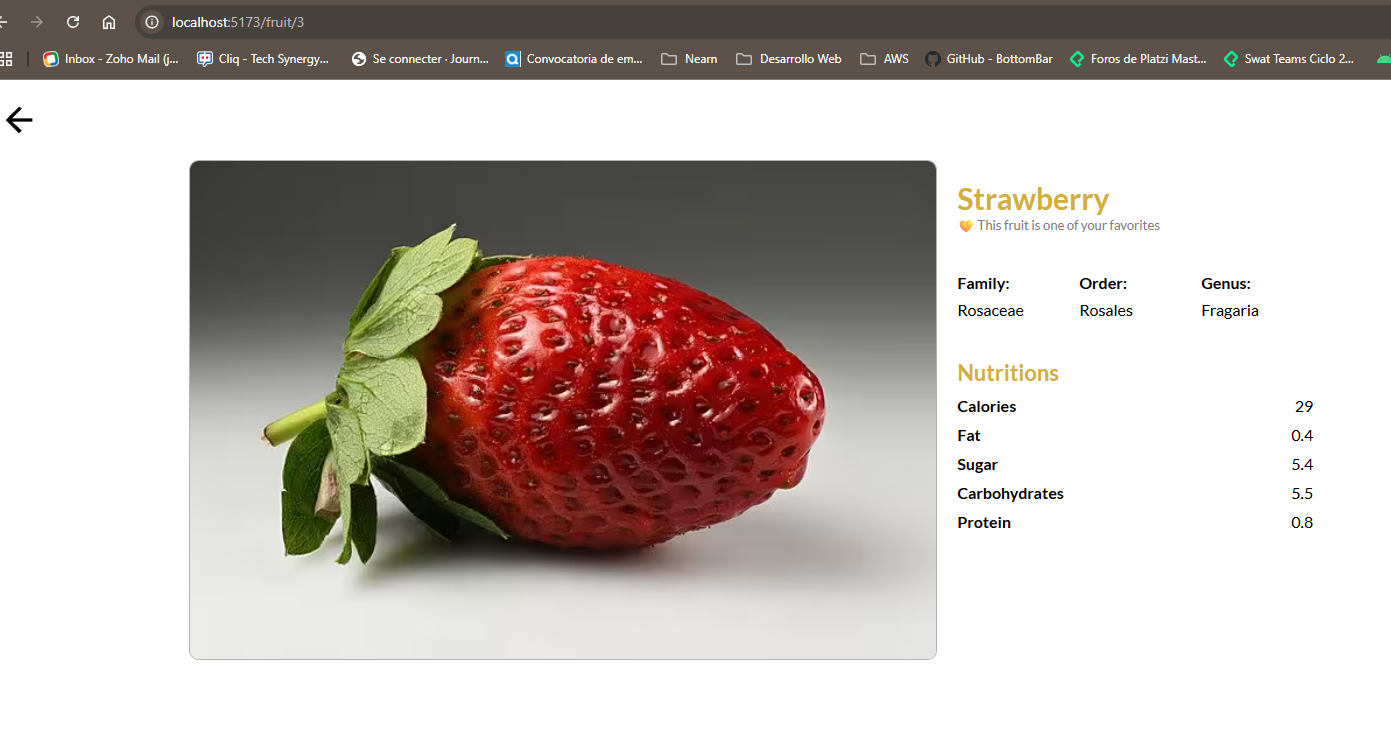 localhost:5173/fruit/3
Inbox - Zoho Mail (j... Cliq - Tech Synergy... Se connecter · Journ... Convocatoria de em... Nearn Desarrollo Web AWS GitHub - BottomBar Foros de Platzi Mast... Swat Teams Ciclo 2...
Strawberry
This fruit is one of your favorites
Family: Order: Genus:
Rosaceae Rosales Fragaria
Nutritions
Calories 29
Fat 0.4
Sugar 5.4
Carbohydrates 5.5
Protein 0.8